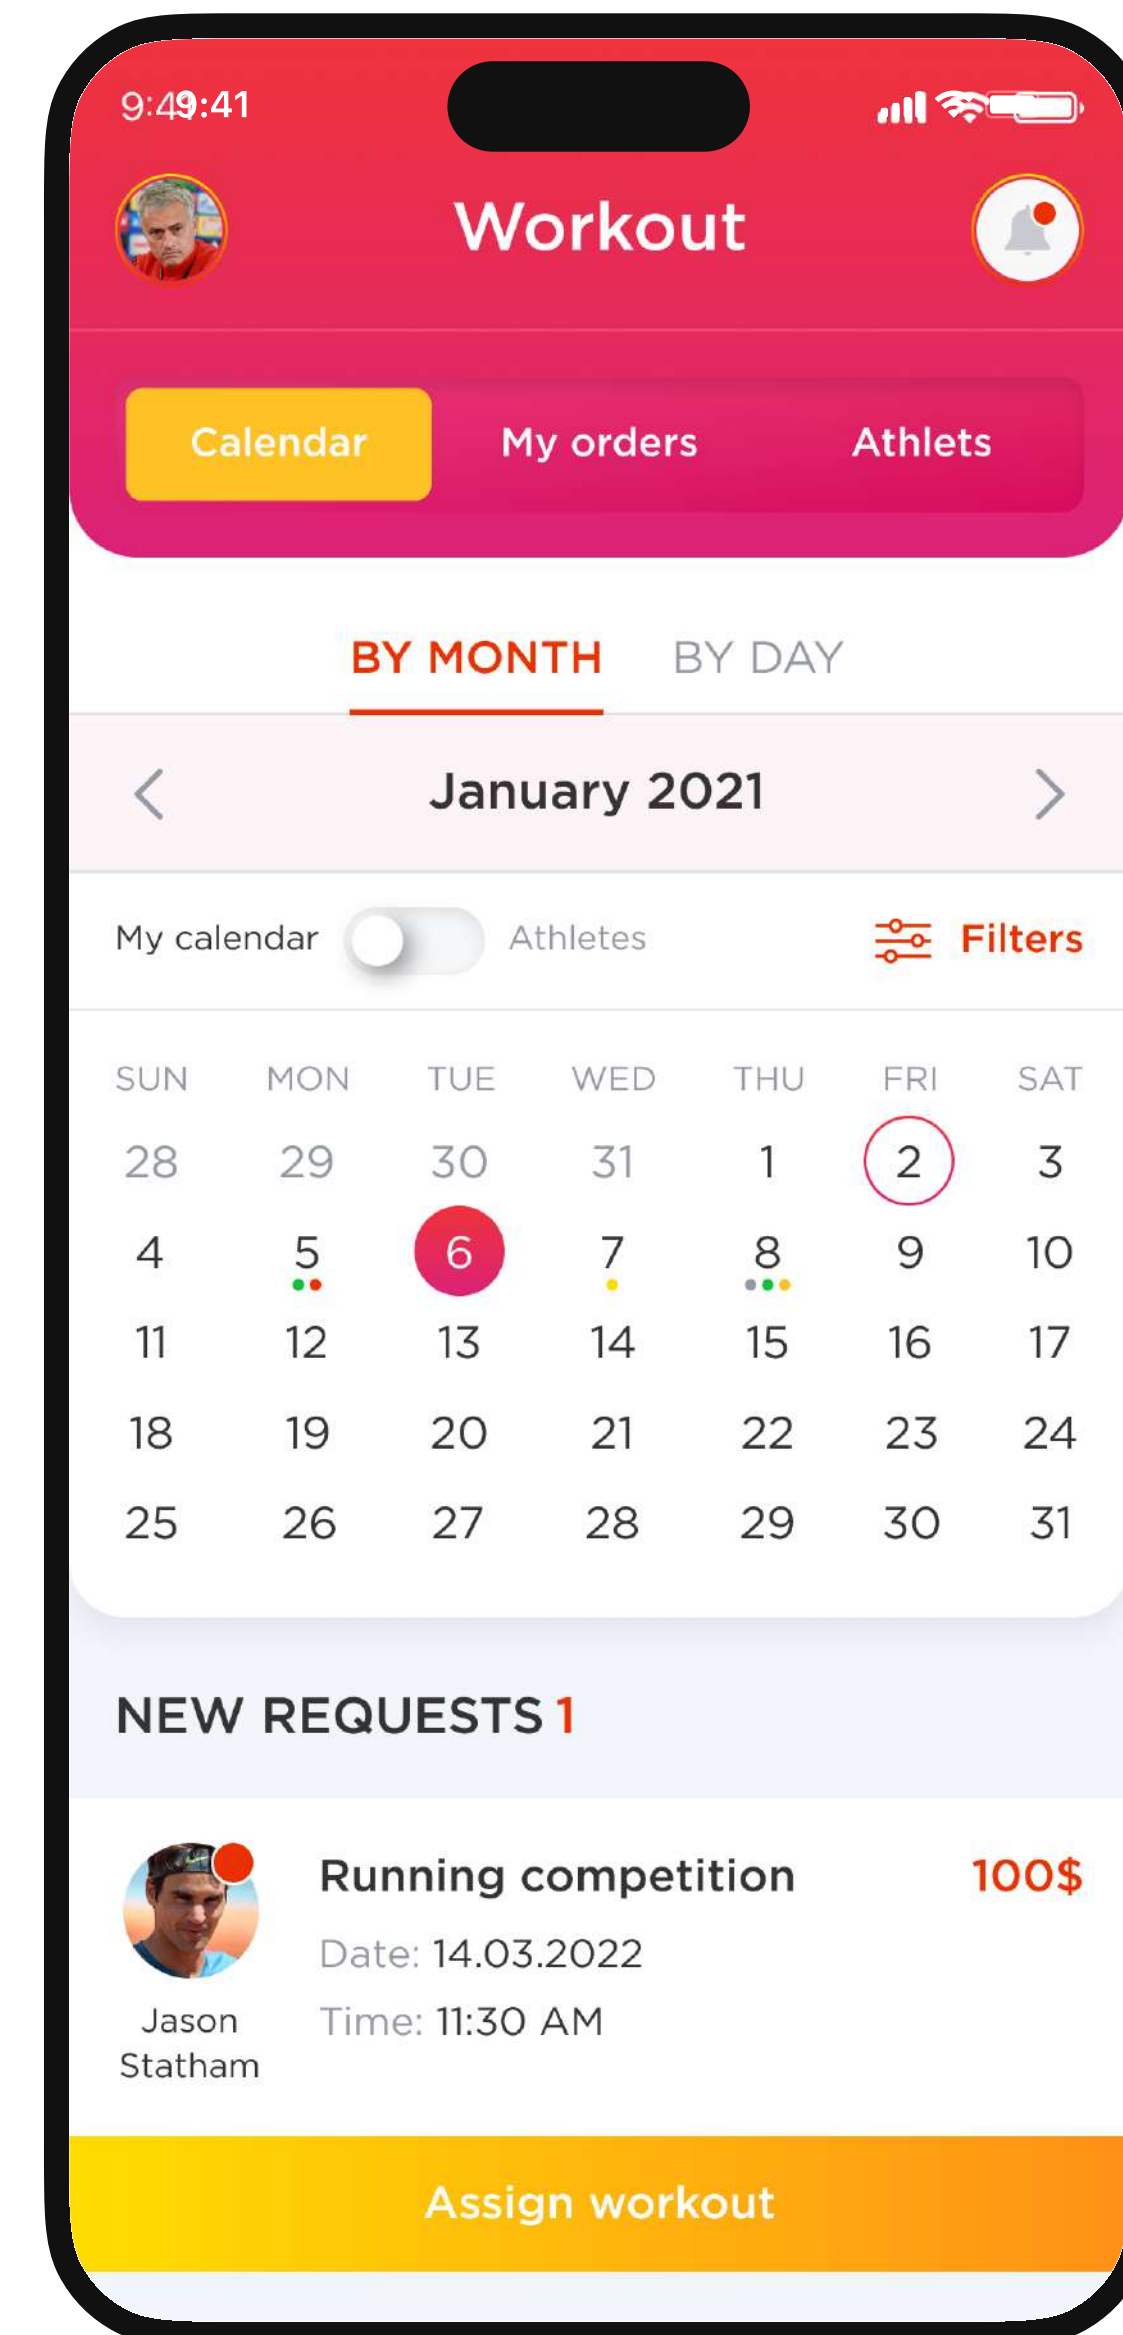 9:49:41
Workout
Calendar My orders Athlets
BY MONTH BY DAY
January 2021
My calendar Athletes Filters
SUN MON TUE WED THU FRI SAT
28 29 30 31 1 2 3
4 5 6 7 8 9 10
11 12 13 14 15 16 17
18 19 20 21 22 23 24
25 26 27 28 29 30 31
NEW REQUESTS 1
Running competition 100$
Date: 14.03.2022
Time: 11:30 AM
Jason
Statham
Assign workout